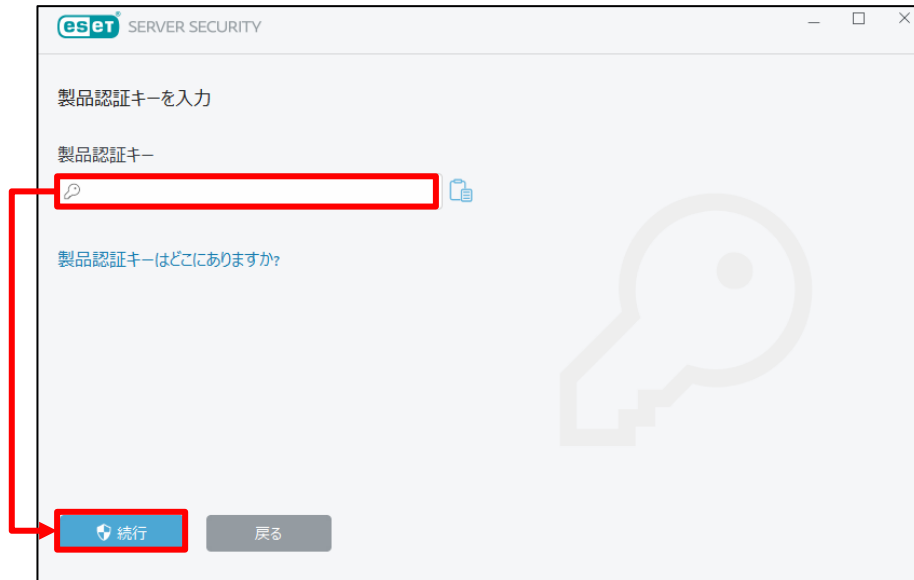 eset® SERVER SECURITY
製品認証キーを入力
製品認証キー
製品認証キーはどこにありますか?
続行
戻る